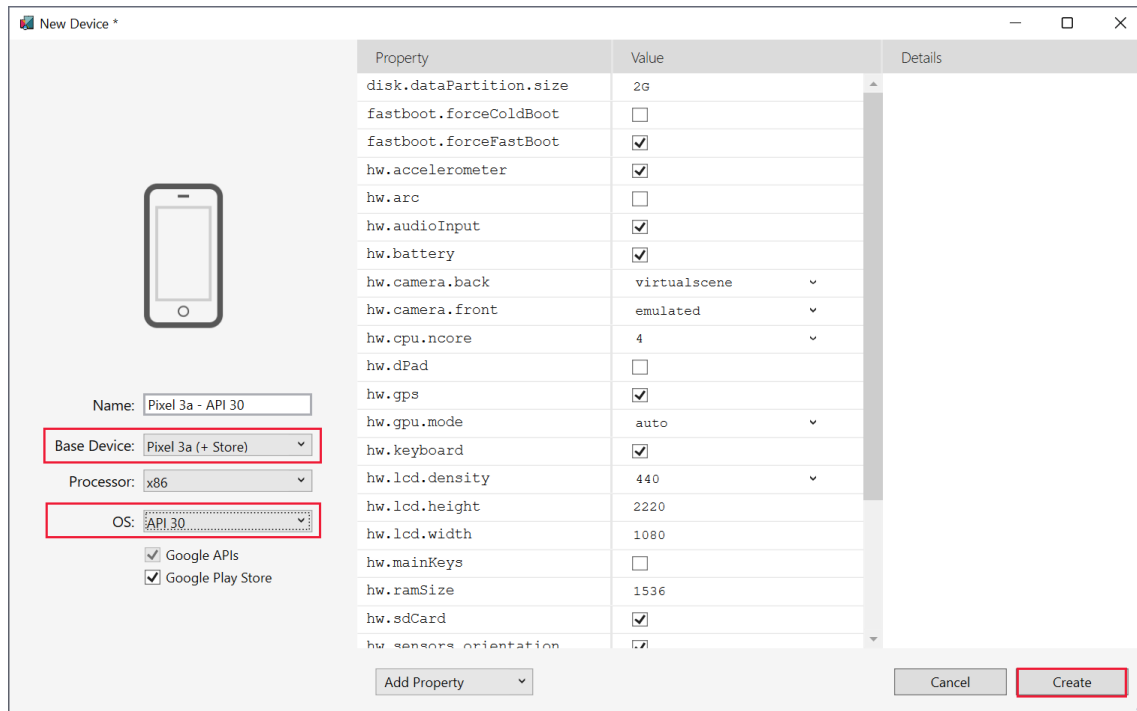 New Device *
Property Value Details
disk.dataPartition.size 2G
fastboot.forceColdBoot
fastboot.forceFastBoot
hw.accelerometer
hw.arc
hw.audioInput
hw.battery
hw.camera.back virtualscene
hw.camera.front emulated
hw.cpu.ncore 4
hw.dPad
hw.gps
hw.gpu.mode auto
hw.keyboard
hw.lcd.density 440
hw.lcd.height 2220
hw.lcd.width 1080
hw.mainKeys
hw.ramSize 1536
hw.sdCard
hw.sensors.orientation
Name: Pixel 3a - API 30
Base Device: Pixel 3a (+ Store)
Processor: x86
OS: API 30
Google APIs
Google Play Store
Add Property
Cancel Create